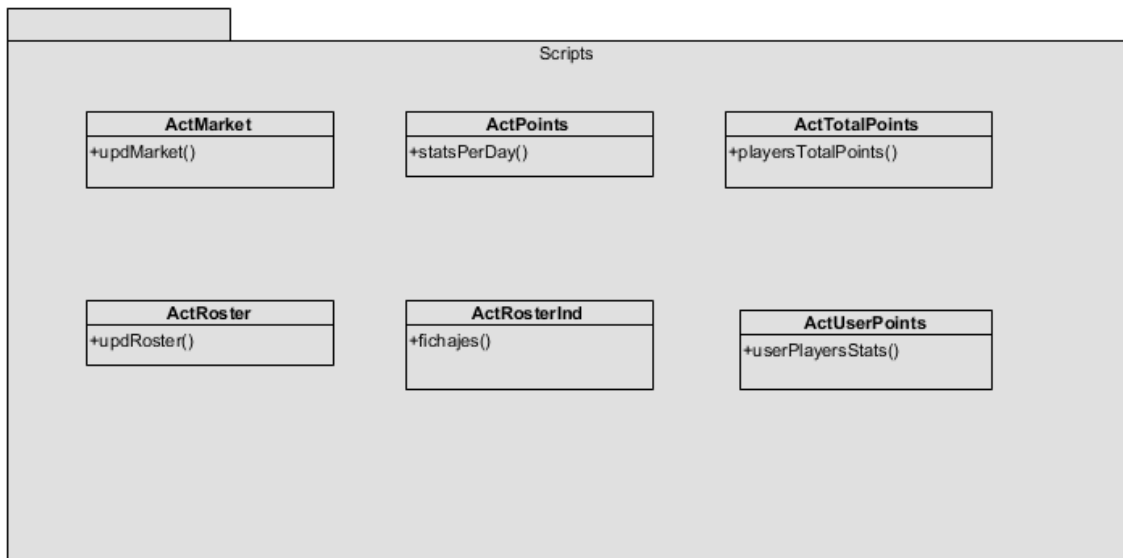 Scripts
ActMarket
+updMarket()
ActPoints
+statsPerDay()
ActTotalPoints
+playersTotalPoints()
ActRoster
+updRoster()
ActRosterInd
+fichajes()
ActUserPoints
+userPlayersStats()